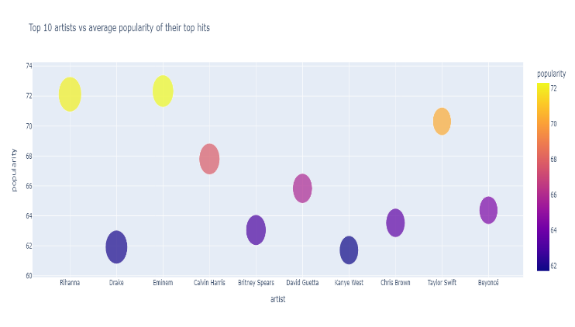 Top 10 artists vs average popularity of their top hits
popularity
74
72
70
68
66
64
62
60
popularity
72
70
68
66
64
62
Rihanna Drake Eminem Calvin Harris Britney Spears David Guetta Kanye West Chris Brown Taylor Swift Beyoncé
artist